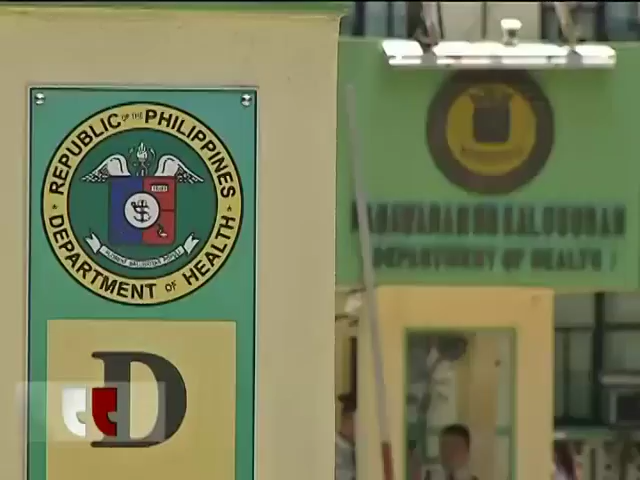 REPUBLIC OF THE PHILIPPINES
DEPARTMENT OF HEALTH
D
KAGAWARAN NG KALUSUGAN
DEPARTMENT OF HEALTH